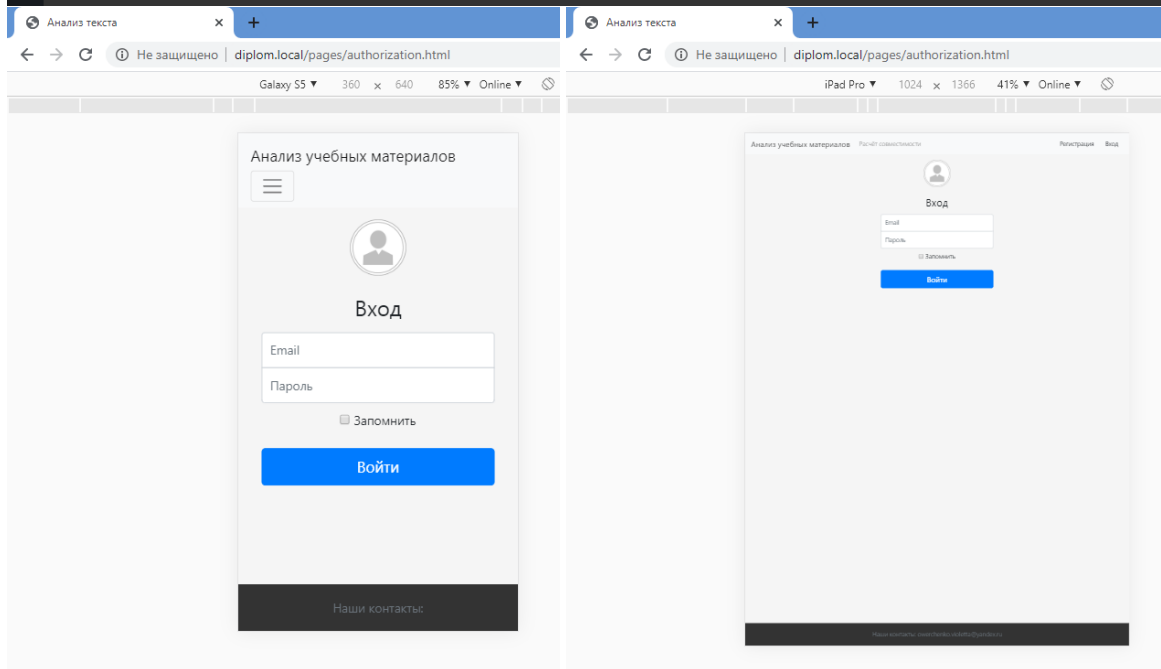 Анализ текста
Не защищено diplom.local/pages/authorization.html
Galaxy S5 ▼ 360 x 640 85% ▼ Online ▼
Анализ учебных материалов
Вход
Email
Пароль
Запомнить
Войти
Наши контакты:
Анализ текста
Не защищено diplom.local/pages/authorization.html
iPad Pro ▼ 1024 x 1366 41% ▼ Online ▼
Анализ учебных материалов Расчёт совместимости Регистрация Вход
Вход
Email
Пароль
Запомнить
Войти
Наши контакты: